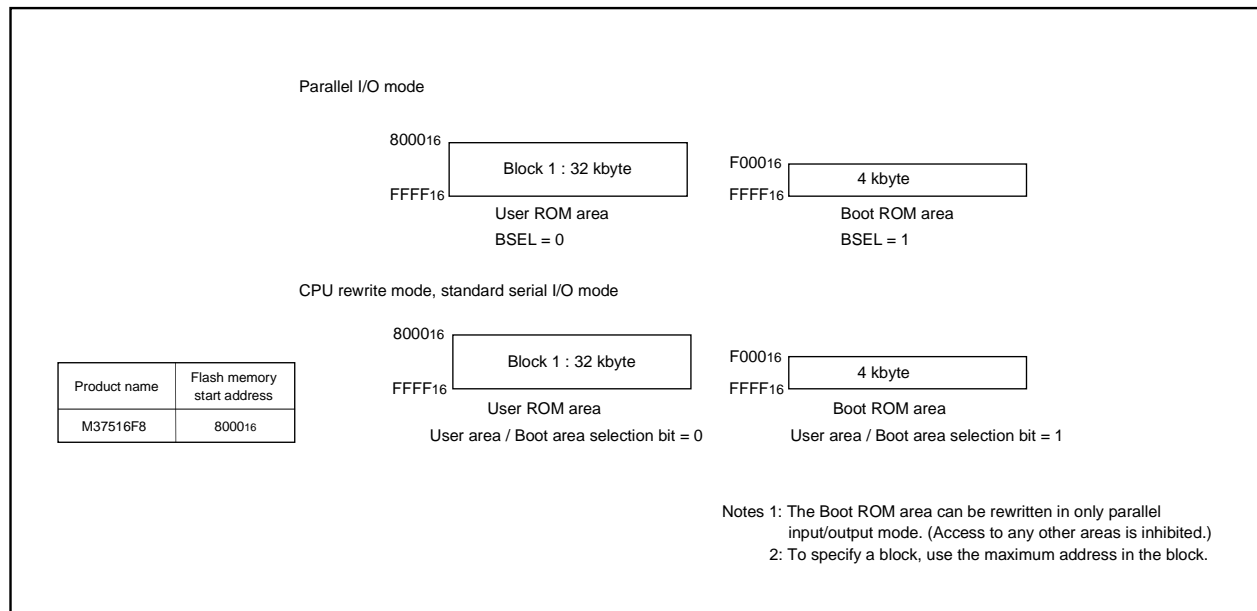 Parallel I/O mode
800016
Block 1 : 32 kbyte
FFFF16
User ROM area
BSEL = 0
F00016
4 kbyte
FFFF16
Boot ROM area
BSEL = 1
CPU rewrite mode, standard serial I/O mode
800016
Block 1 : 32 kbyte
FFFF16
User ROM area
User area / Boot area selection bit = 0
F00016
4 kbyte
FFFF16
Boot ROM area
User area / Boot area selection bit = 1
Product name
Flash memory
start address
M37516F8
800016
Notes 1: The Boot ROM area can be rewritten in only parallel
input/output mode. (Access to any other areas is inhibited.)
2: To specify a block, use the maximum address in the block.